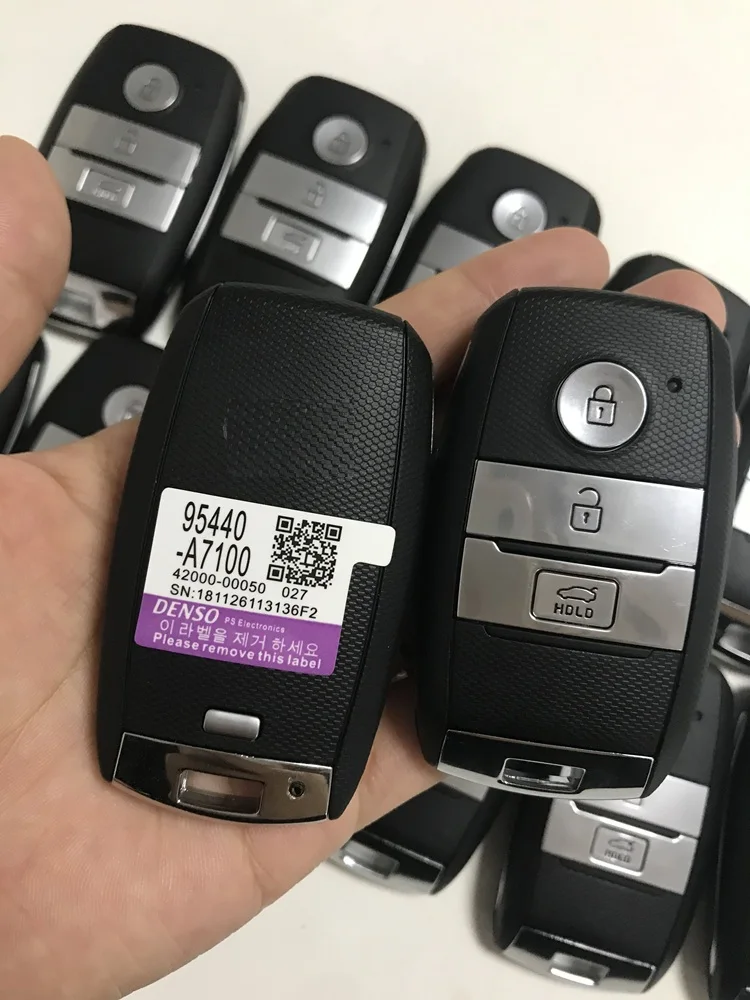 95440
-A7100
42000-00050 027
SN:181126113136F2
DENSO PS Electronics
이 라벨을 제거 하세요
Please remove this label
HOLD
HOLD